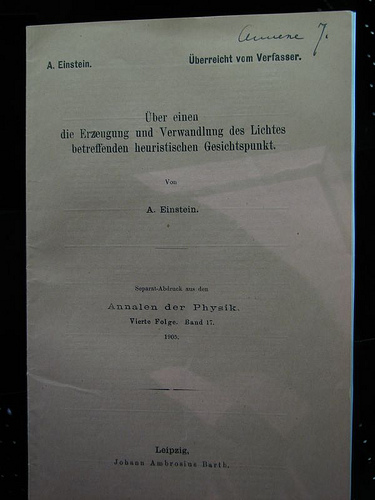 A. Einstein.
Überreicht vom Verfasser.
Über einen
die Erzeugung und Verwandlung des Lichtes
betreffenden heuristischen Gesichtspunkt.
Von
A. Einstein.
Separat-Abdruck aus den
Annalen der Physik.
Vierte Folge. Band 17.
1905.
Leipzig,
Johann Ambrosius Barth.